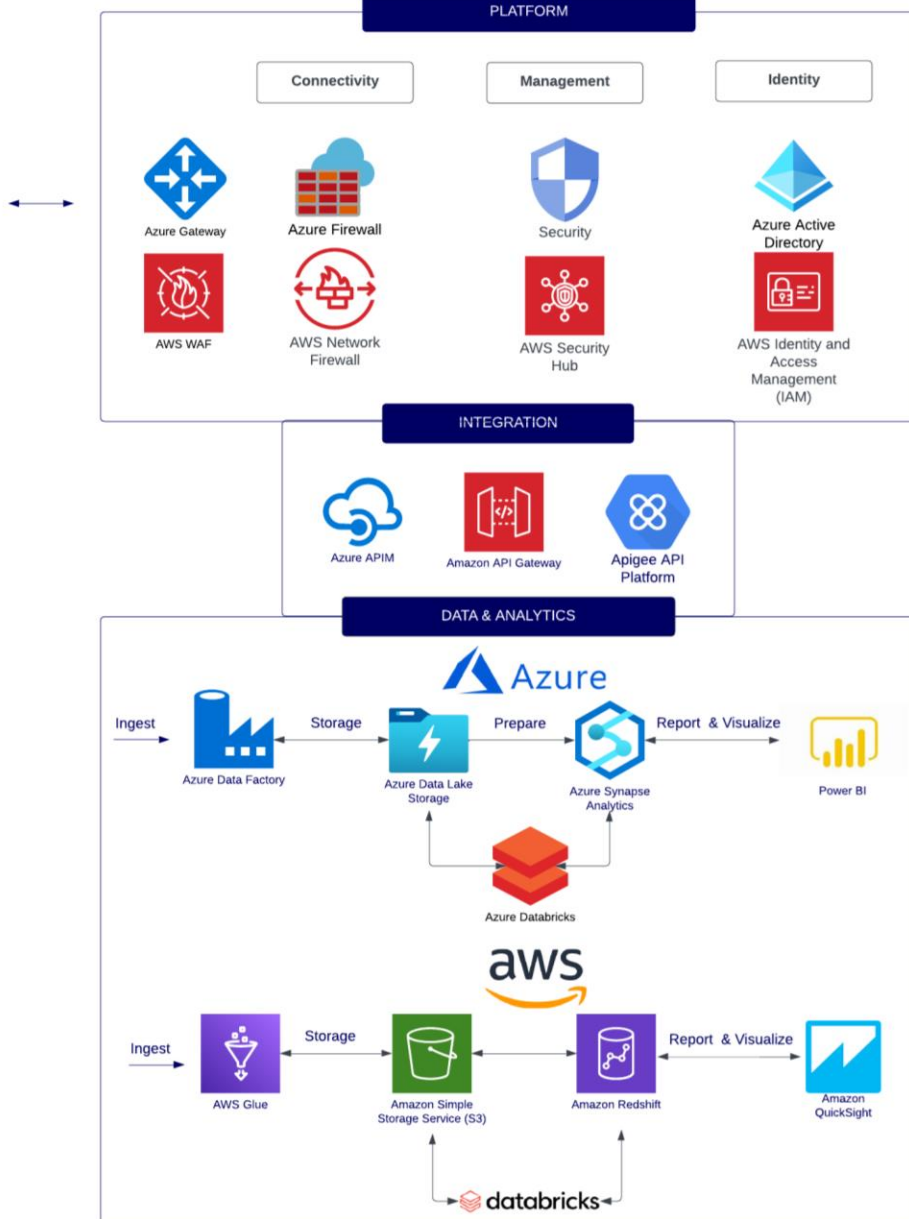 PLATFORM
Connectivity
Management
Identity
Azure Gateway
Azure Firewall
Security
Azure Active
Directory
AWS WAF
AWS Network
Firewall
AWS Security
Hub
AWS Identity and
Access
Management
(IAM)
INTEGRATION
Azure APIM
Amazon API Gateway
</>
Apigee API
Platform
DATA & ANALYTICS
Azure
Ingest
Storage
Prepare
Report & Visualize
Azure Data Factory
Azure Data Lake
Storage
Azure Synapse
Analytics
Power BI
Azure Databricks
aws
Ingest
Storage
Report & Visualize
AWS Glue
Amazon Simple
Storage Service (S3)
Amazon Redshift
Amazon
QuickSight
databricks